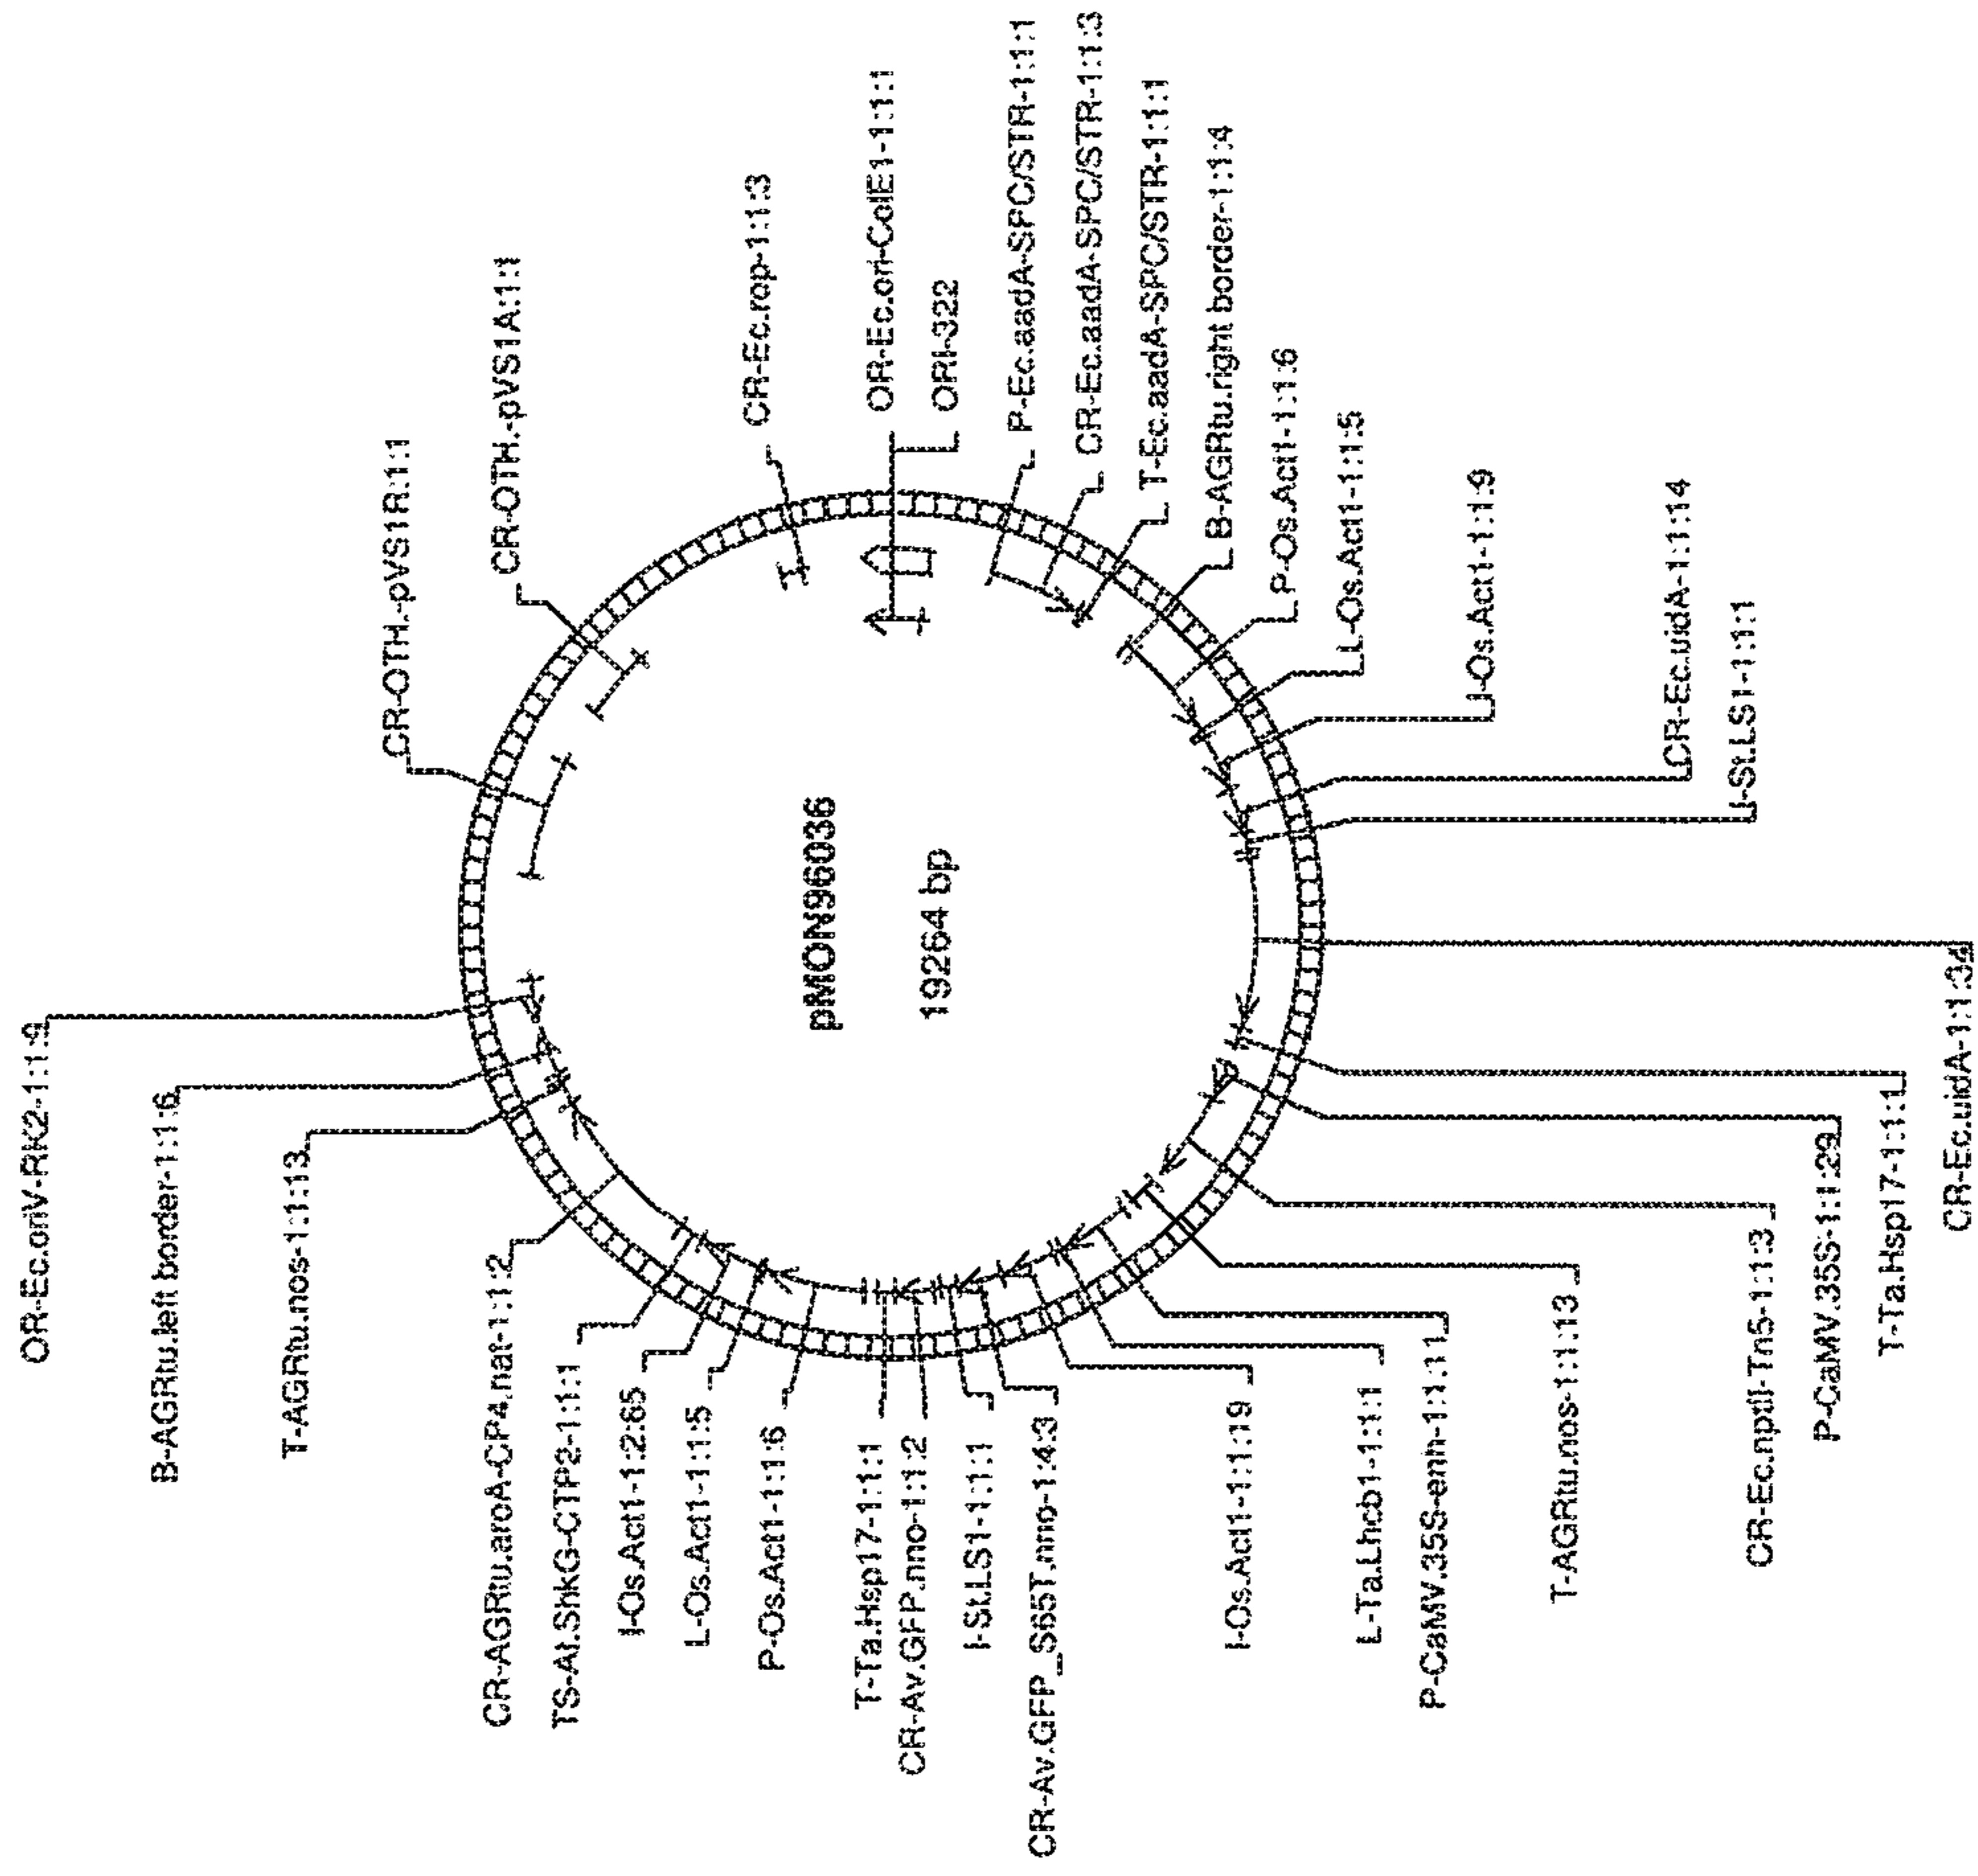 OR-Ec.oriV-RK2-1:1:9
B-AGRtu.left border-1:1:6
T-AGRtu.nos-1:1:13
CR-AGRtu.aroA-CP4.nat-1:1:2
TS-At.ShkG-CTP2-1:1:1
I-Os.Act1-1:2:65
L-Os.Act1-1:1:5
P-Os.Act1-1:1:6
T-Ta.Hsp17-1:1:1
CR-Av.GFP.nno-1:1:2
I-St.LS1-1:1:1
CR-Av.GFP_S65T.nno-1:4:3
I-Os.Act1-1:1:19
L-Ta.Lhcb1-1:1:1
P-CaMV.35S-enh-1:1:11
T-AGRtu.nos-1:1:13
CR-Ec.nptII-Tn5-1:1:3
P-CaMV.35S-1:1:29
T-Ta.Hsp17-1:1:1
CR-Ec.uidA-1:1:34
pMON96036
19264 bp
CR-OTH.-pVS1R:1:1
CR-OTH.-pVS1A:1:1
CR-Ec.rop-1:1:3
OR-Ec.ori-ColE1-1:1:1
ORI-322
P-Ec.aadA-SPC/STR-1:1:1
CR-Ec.aadA-SPC/STR-1:1:3
T-Ec.aadA-SPC/STR-1:1:1
B-AGRtu.right border-1:1:4
P-Os.Act1-1:1:6
L-Os.Act1-1:1:5
I-Os.Act1-1:1:9
CR-Ec.uidA-1:1:14
I-St.LS1-1:1:1